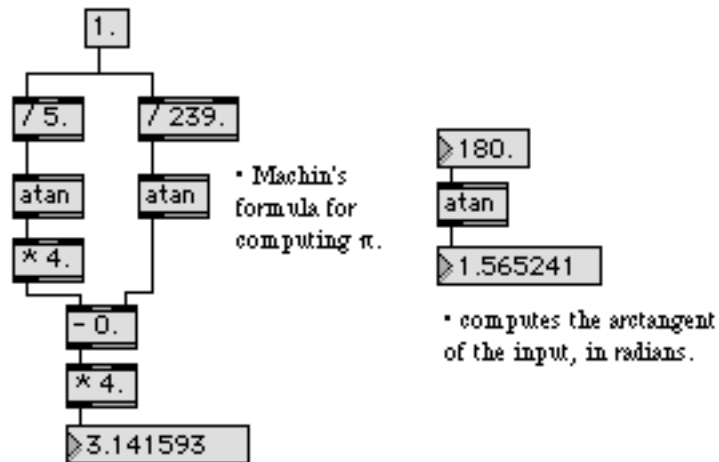 1.
/ 5.
/ 239.
atan
atan
* 4.
- 0.
* 4.
3.141593
• Machin's
formula for
computing π.
180.
atan
1.565241
• computes the arctangent
of the input, in radians.